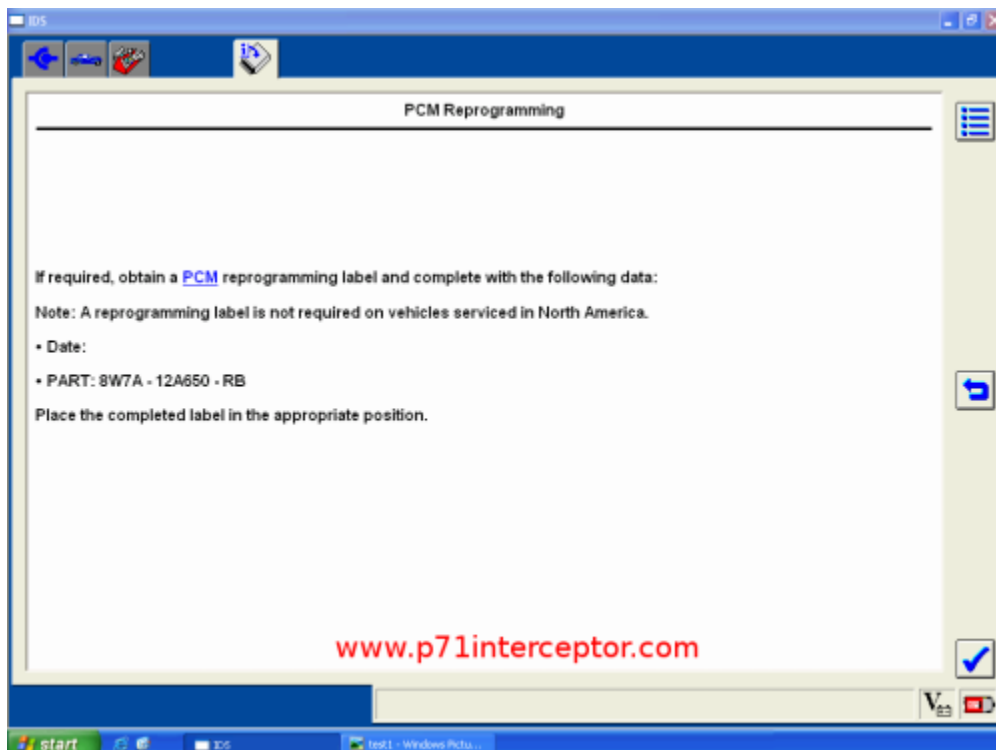 IDS
PCM Reprogramming
If required, obtain a PCM reprogramming label and complete with the following data:
Note: A reprogramming label is not required on vehicles serviced in North America.
• Date:
• PART: 8W7A - 12A650 - RB
Place the completed label in the appropriate position.
www.p71interceptor.com
V
start IDS test1 - Windows Pictu...